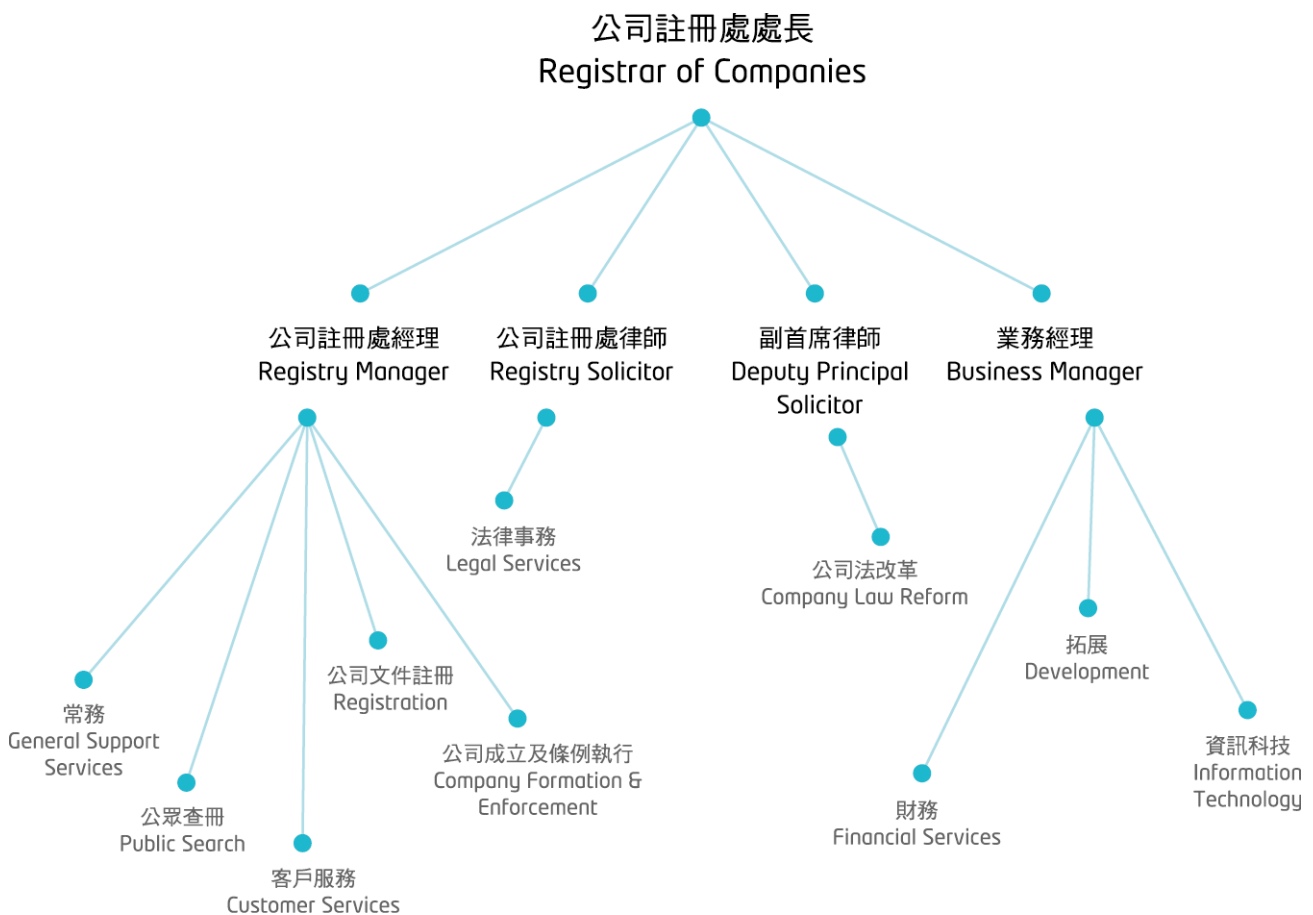 公司註冊處處長
Registrar of Companies
公司註冊處經理
Registry Manager
公司註冊處律師
Registry Solicitor
副首席律師
Deputy Principal
Solicitor
業務經理
Business Manager
法律事務
Legal Services
公司法改革
Company Law Reform
拓展
Development
公司文件註冊
Registration
常務
General Support
Services
公司成立及條例執行
Company Formation &
Enforcement
資訊科技
Information
Technology
公眾查冊
Public Search
財務
Financial Services
客戶服務
Customer Services